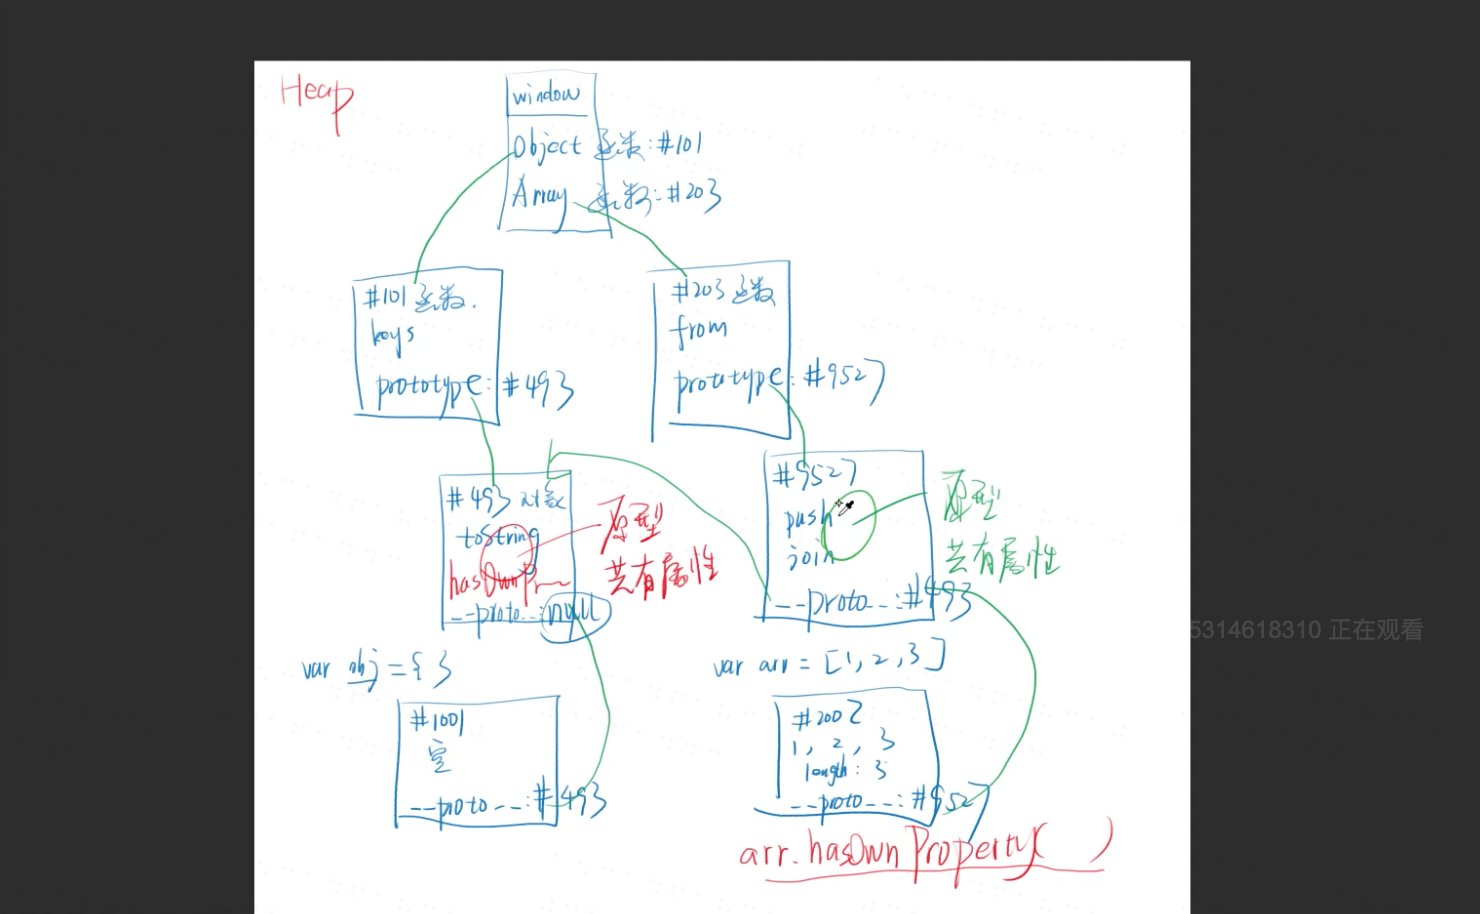 Heap
window
Object 函数:#101
Array 函数:#203
#101 函数.
keys
prototype:#493
#203 函数
from
prototype:#9527
#493 对象
toString
hasOwnPr
__proto__:null
原型
共有属性
#9527
push
join
__proto__:#493
原型
共有属性
5314618310 正在观看
var obj = { }
#1001
空
__proto__:#493
var arr = [1,2,3]
#2002
1, 2, 3
length: 3
__proto__:#9527
arr.hasOwnProperty( )